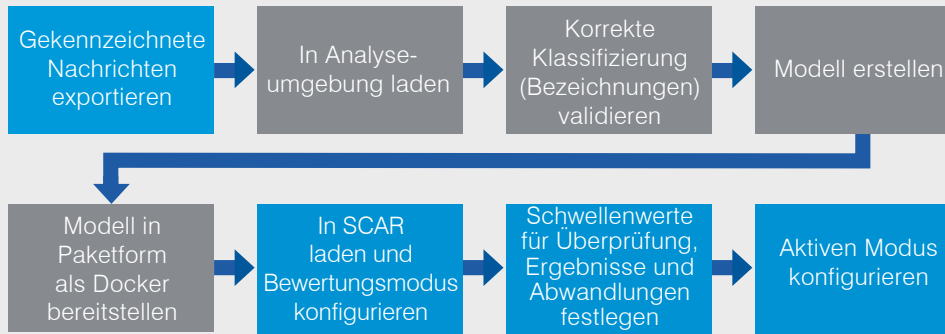 Gekennzeichnete
Nachrichten
exportieren
In Analyse-
umgebung laden
Korrekte
Klassifizierung
(Bezeichnungen)
validieren
Modell erstellen
Modell in
Paketform
als Docker
bereitstellen
In SCAR
laden und
Bewertungsmodus
konfigurieren
Schwellenwerte
für Überprüfung,
Ergebnisse und
Abwandlungen
festlegen
Aktiven Modus
konfigurieren